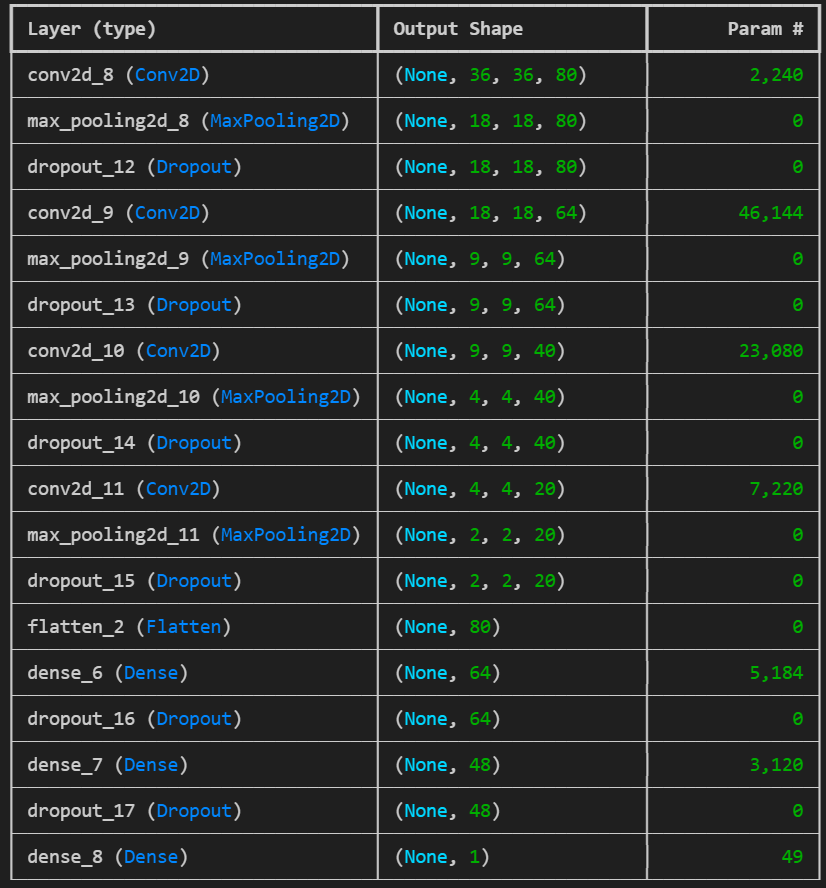 Layer (type) Output Shape Param #
conv2d_8 (Conv2D) (None, 36, 36, 80) 2,240
max_pooling2d_8 (MaxPooling2D) (None, 18, 18, 80) 0
dropout_12 (Dropout) (None, 18, 18, 80) 0
conv2d_9 (Conv2D) (None, 18, 18, 64) 46,144
max_pooling2d_9 (MaxPooling2D) (None, 9, 9, 64) 0
dropout_13 (Dropout) (None, 9, 9, 64) 0
conv2d_10 (Conv2D) (None, 9, 9, 40) 23,080
max_pooling2d_10 (MaxPooling2D) (None, 4, 4, 40) 0
dropout_14 (Dropout) (None, 4, 4, 40) 0
conv2d_11 (Conv2D) (None, 4, 4, 20) 7,220
max_pooling2d_11 (MaxPooling2D) (None, 2, 2, 20) 0
dropout_15 (Dropout) (None, 2, 2, 20) 0
flatten_2 (Flatten) (None, 80) 0
dense_6 (Dense) (None, 64) 5,184
dropout_16 (Dropout) (None, 64) 0
dense_7 (Dense) (None, 48) 3,120
dropout_17 (Dropout) (None, 48) 0
dense_8 (Dense) (None, 1) 49